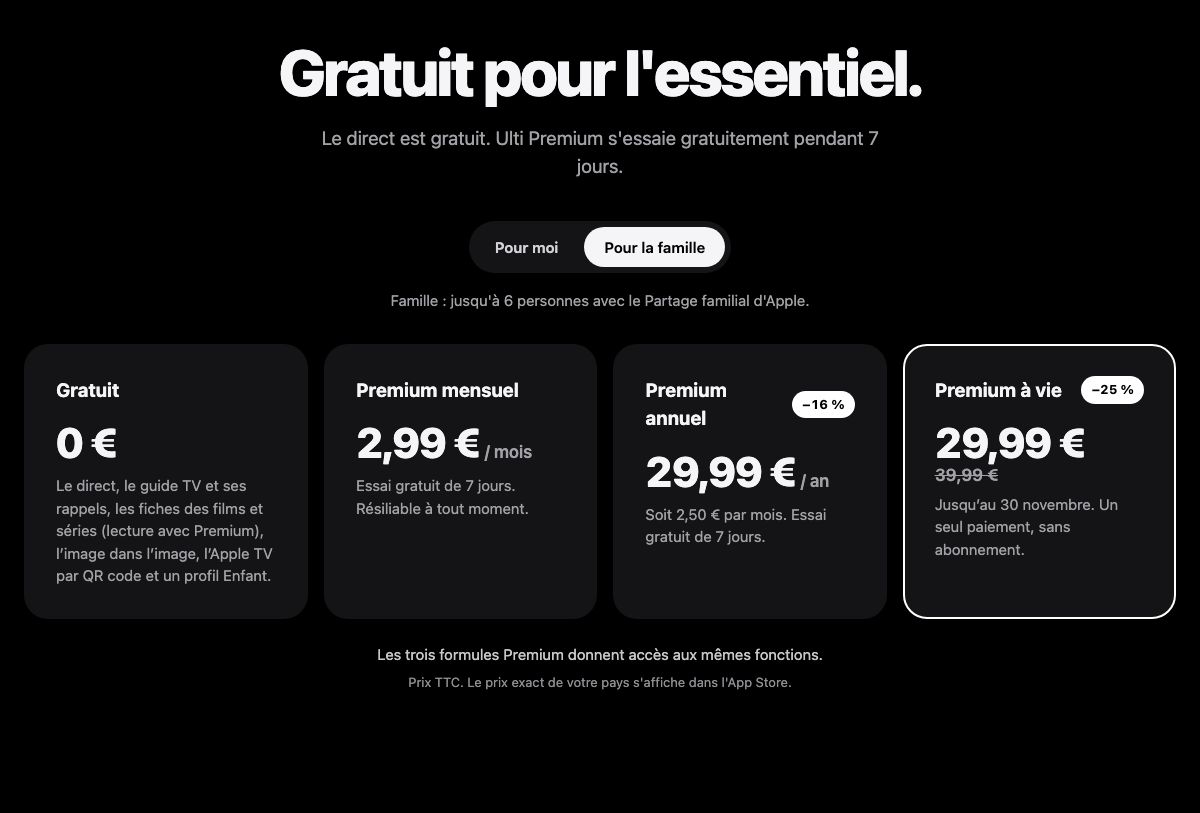 Gratuit pour l'essentiel.
Le direct est gratuit. Ulti Premium s'essaie gratuitement pendant 7
jours.
Pour moi
Pour la famille
Famille : jusqu'à 6 personnes avec le Partage familial d'Apple.
Gratuit
0 €
Le direct, le guide TV et ses
rappels, les fiches des films et
séries (lecture avec Premium),
l’image dans l’image, l’Apple TV
par QR code et un profil Enfant.
Premium mensuel
2,99 € / mois
Essai gratuit de 7 jours.
Résiliable à tout moment.
Premium
annuel
−16 %
29,99 € / an
Soit 2,50 € par mois. Essai
gratuit de 7 jours.
Premium à vie
−25 %
29,99 €
39,99 €
Jusqu’au 30 novembre. Un
seul paiement, sans
abonnement.
Les trois formules Premium donnent accès aux mêmes fonctions.
Prix TTC. Le prix exact de votre pays s'affiche dans l'App Store.